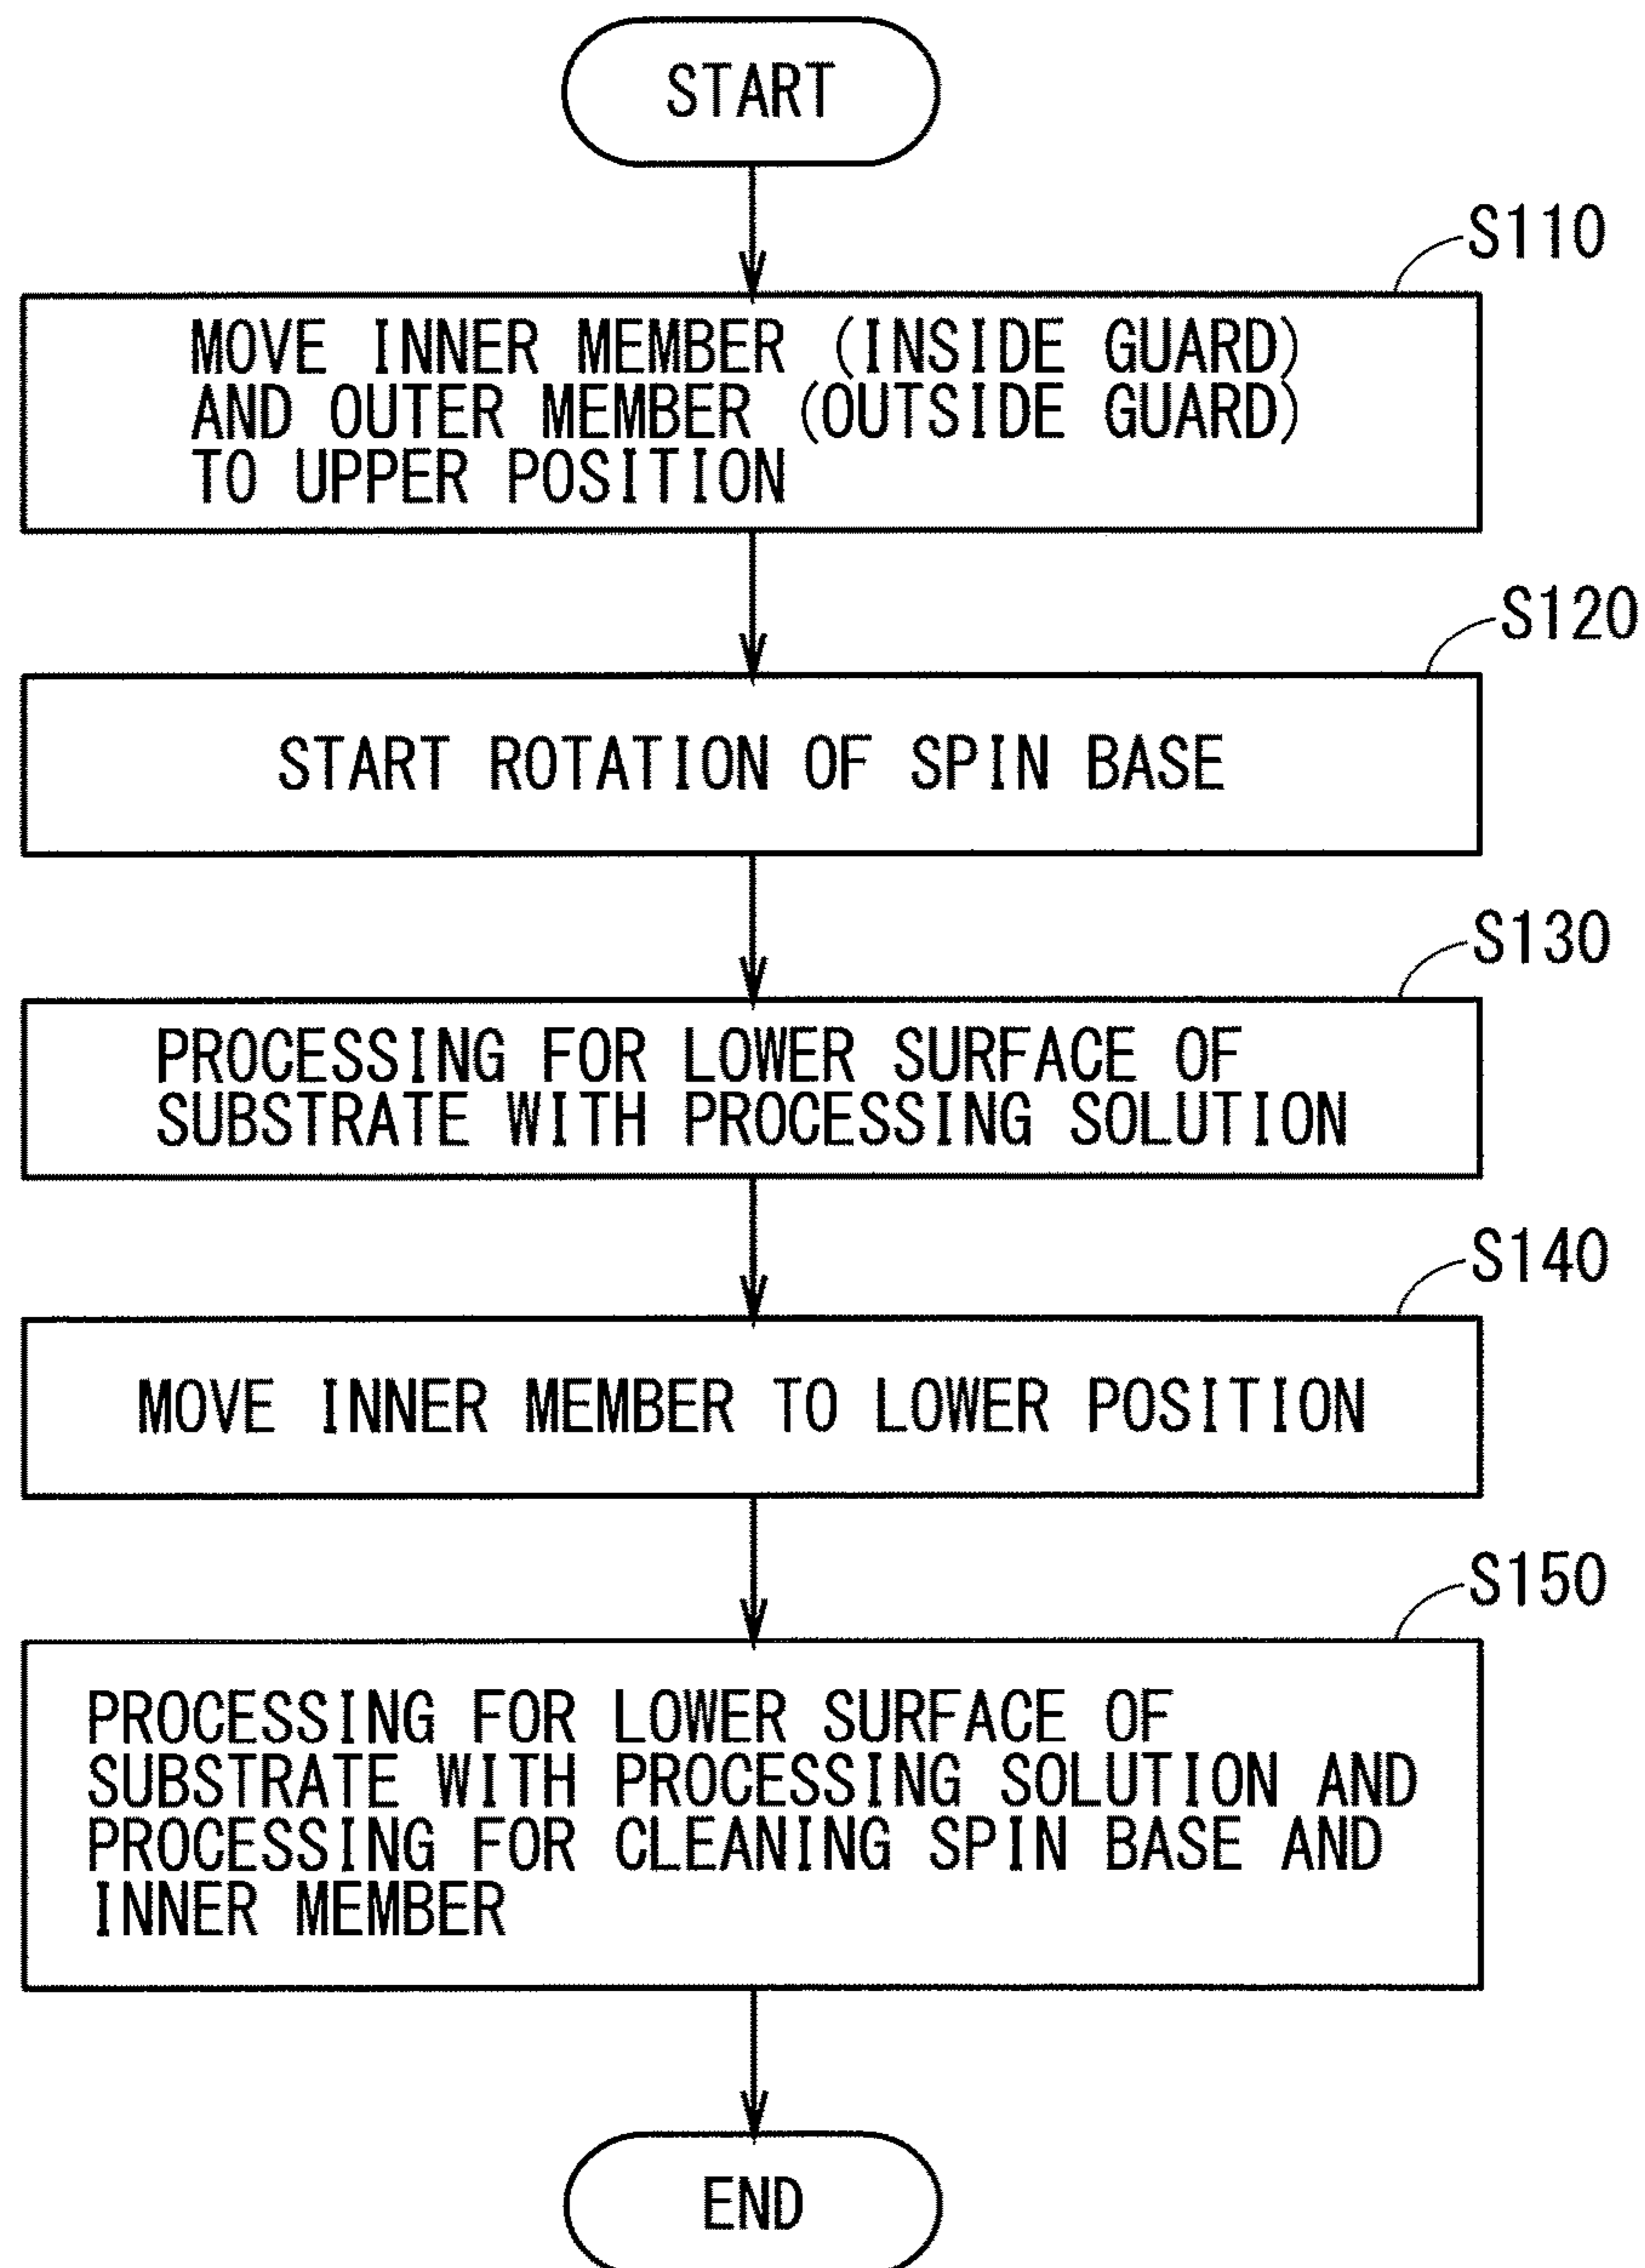 START
S110
MOVE INNER MEMBER (INSIDE GUARD)
AND OUTER MEMBER (OUTSIDE GUARD)
TO UPPER POSITION
S120
START ROTATION OF SPIN BASE
S130
PROCESSING FOR LOWER SURFACE OF
SUBSTRATE WITH PROCESSING SOLUTION
S140
MOVE INNER MEMBER TO LOWER POSITION
S150
PROCESSING FOR LOWER SURFACE OF
SUBSTRATE WITH PROCESSING SOLUTION AND
PROCESSING FOR CLEANING SPIN BASE AND
INNER MEMBER
END